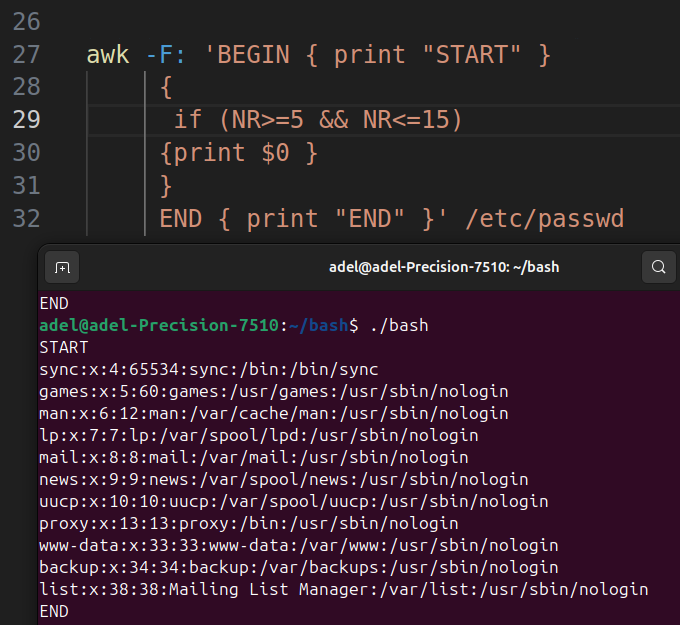 26
27 awk -F: 'BEGIN { print "START" }
28 {
29 if (NR>=5 && NR<=15)
30 {print $0 }
31 }
32 END { print "END" }' /etc/passwd
adel@adel-Precision-7510: ~/bash
END
adel@adel-Precision-7510:~/bash$ ./bash
START
sync:x:4:65534:sync:/bin:/bin/sync
games:x:5:60:games:/usr/games:/usr/sbin/nologin
man:x:6:12:man:/var/cache/man:/usr/sbin/nologin
lp:x:7:7:lp:/var/spool/lpd:/usr/sbin/nologin
mail:x:8:8:mail:/var/mail:/usr/sbin/nologin
news:x:9:9:news:/var/spool/news:/usr/sbin/nologin
uucp:x:10:10:uucp:/var/spool/uucp:/usr/sbin/nologin
proxy:x:13:13:proxy:/bin:/usr/sbin/nologin
www-data:x:33:33:www-data:/var/www:/usr/sbin/nologin
backup:x:34:34:backup:/var/backups:/usr/sbin/nologin
list:x:38:38:Mailing List Manager:/var/list:/usr/sbin/nologin
END